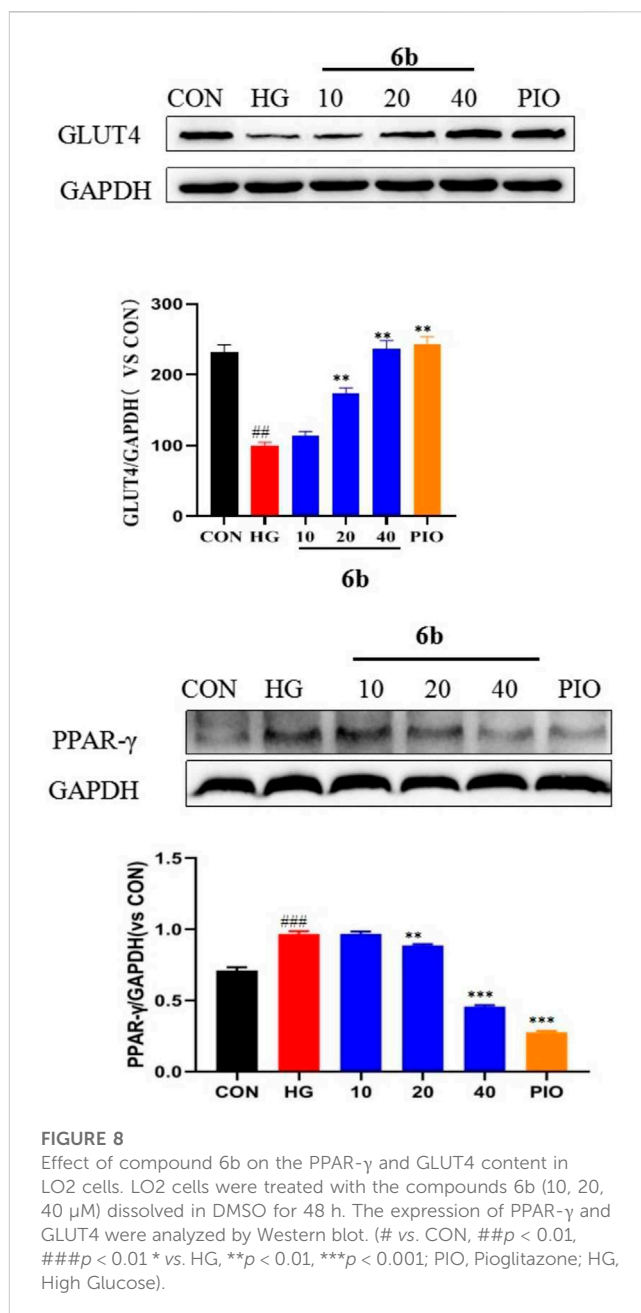 6b
CON HG 10 20 40 PIO
GLUT4
GAPDH
GLUT4/GAPDH( VS CON)
300
200
100
0
##
**
**
**
CON HG 10 20 40 PIO
6b
6b
CON HG 10 20 40 PIO
PPAR-γ
GAPDH
PPAR-γ/GAPDH(vs CON)
1.5
1.0
0.5
0.0
###
**
***
***
CON HG 10 20 40 PIO
FIGURE 8
Effect of compound 6b on the PPAR-γ and GLUT4 content in
LO2 cells. LO2 cells were treated with the compounds 6b (10, 20,
40 μM) dissolved in DMSO for 48 h. The expression of PPAR-γ and
GLUT4 were analyzed by Western blot. (# vs. CON, ##p < 0.01,
###p < 0.01 * vs. HG, **p < 0.01, ***p < 0.001; PIO, Pioglitazone; HG,
High Glucose).